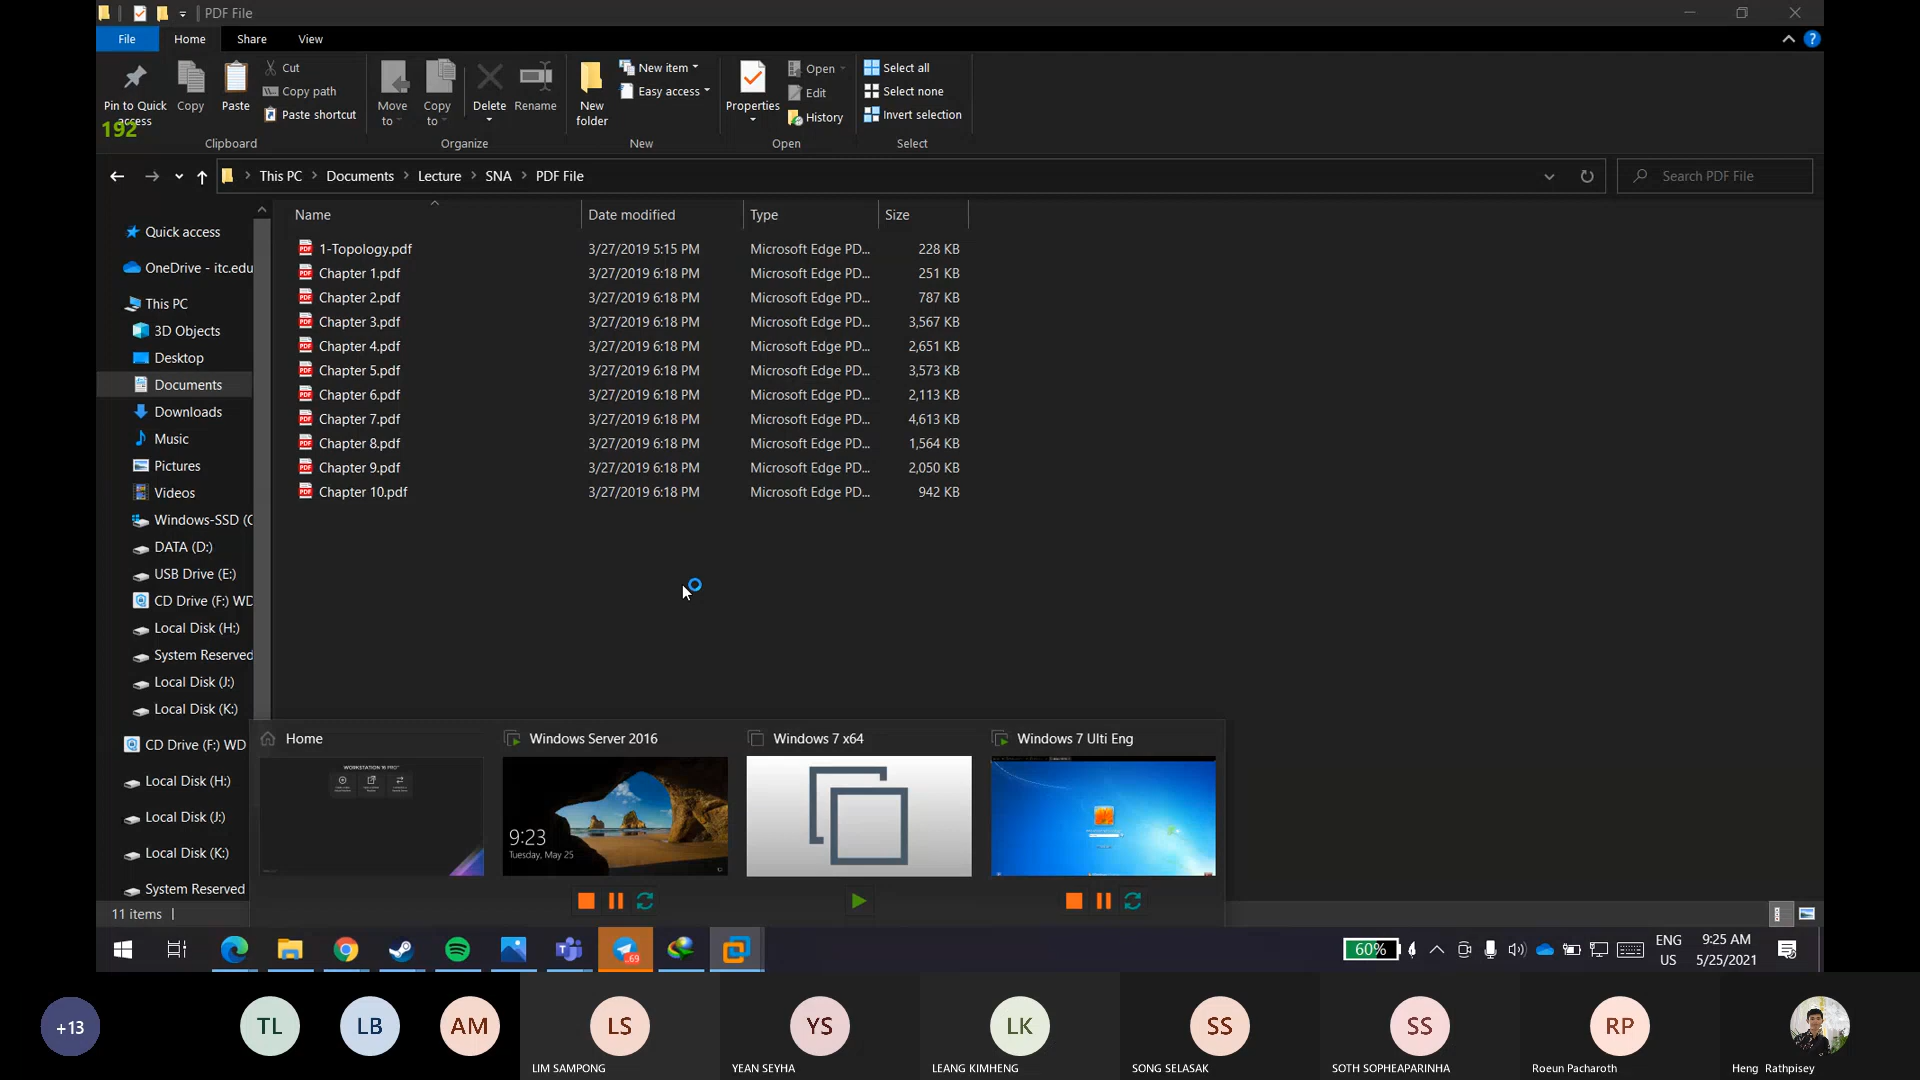 PDF File
File Home Share View
Pin to Quick access
Copy
Paste
Cut
Copy path
Paste shortcut
Clipboard
192
Move to
Copy to
Delete
Rename
Organize
New folder
New item
Easy access
New
Properties
Open
Edit
History
Open
Select all
Select none
Invert selection
Select
This PC Documents Lecture SNA PDF File
Search PDF File
Name Date modified Type Size
1-Topology.pdf 3/27/2019 5:15 PM Microsoft Edge PD... 228 KB
Chapter 1.pdf 3/27/2019 6:18 PM Microsoft Edge PD... 251 KB
Chapter 2.pdf 3/27/2019 6:18 PM Microsoft Edge PD... 787 KB
Chapter 3.pdf 3/27/2019 6:18 PM Microsoft Edge PD... 3,567 KB
Chapter 4.pdf 3/27/2019 6:18 PM Microsoft Edge PD... 2,651 KB
Chapter 5.pdf 3/27/2019 6:18 PM Microsoft Edge PD... 3,573 KB
Chapter 6.pdf 3/27/2019 6:18 PM Microsoft Edge PD... 2,113 KB
Chapter 7.pdf 3/27/2019 6:18 PM Microsoft Edge PD... 4,613 KB
Chapter 8.pdf 3/27/2019 6:18 PM Microsoft Edge PD... 1,564 KB
Chapter 9.pdf 3/27/2019 6:18 PM Microsoft Edge PD... 2,050 KB
Chapter 10.pdf 3/27/2019 6:18 PM Microsoft Edge PD... 942 KB
Quick access
OneDrive - itc.edu
This PC
3D Objects
Desktop
Documents
Downloads
Music
Pictures
Videos
Windows-SSD (C
DATA (D:)
USB Drive (E:)
CD Drive (F:) WD
Local Disk (H:)
System Reserved
Local Disk (J:)
Local Disk (K:)
CD Drive (F:) WD
Local Disk (H:)
Local Disk (J:)
Local Disk (K:)
System Reserved
11 items
Home
WORKSTATION 16 PRO
Windows Server 2016
9:23
Tuesday, May 25
Windows 7 x64
Windows 7 Ulti Eng
60%
ENG
US
9:25 AM
5/25/2021
+13
TL
LB
AM
LS
LIM SAMPONG
YS
YEAN SEYHA
LK
LEANG KIMHENG
SS
SONG SELASAK
SS
SOTH SOPHEAPARINHA
RP
Roeun Pacharoth
Heng Rathpisey